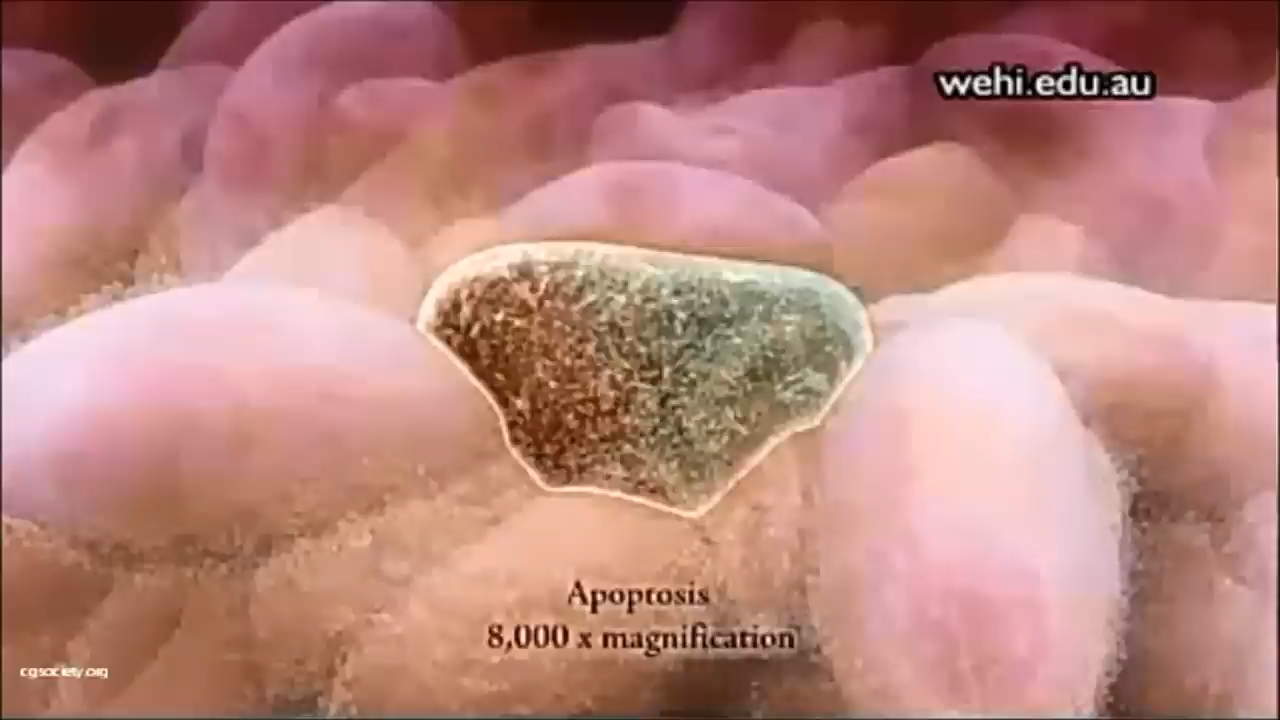 wehi.edu.au
Apoptosis
8,000 x magnification
cgsociety.org